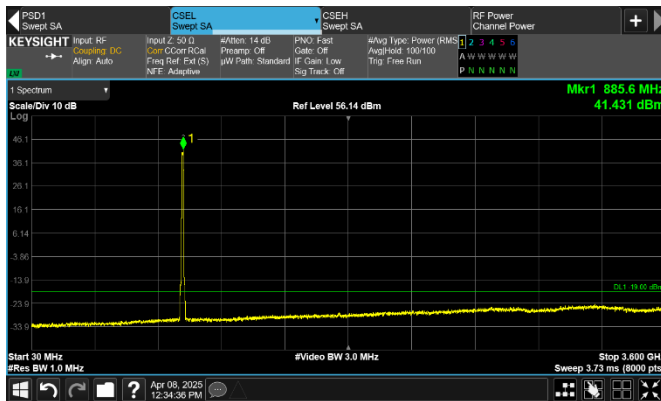 PSD1
Swept SA
CSEL
Swept SA
CSEH
Swept SA
RF Power
Channel Power
KEYSIGHT
Input: RF
Coupling: DC
Align: Auto
Input Z: 50 Ω
Corr CCorr RCal
Freq Ref: Ext (S)
NFE: Adaptive
#Atten: 14 dB
Preamp: Off
µW Path: Standard
PNO: Fast
Gate: Off
IF Gain: Low
Sig Track: Off
#Avg Type: Power (RMS
Avg|Hold: 100/100
Trig: Free Run
1 2 3 4 5 6
A W W W W W
P N N N N N
LXI
1 Spectrum
Scale/Div 10 dB
Log
Ref Level 56.14 dBm
Mkr1 885.6 MHz
41.431 dBm
1
46.1
36.1
26.1
16.1
6.14
-3.86
-13.9
-23.9
-33.9
DL1 -19.00 dBm
Start 30 MHz
#Res BW 1.0 MHz
#Video BW 3.0 MHz
Stop 3.600 GHz
Sweep 3.73 ms (8000 pts)
Apr 08, 2025
12:34:36 PM